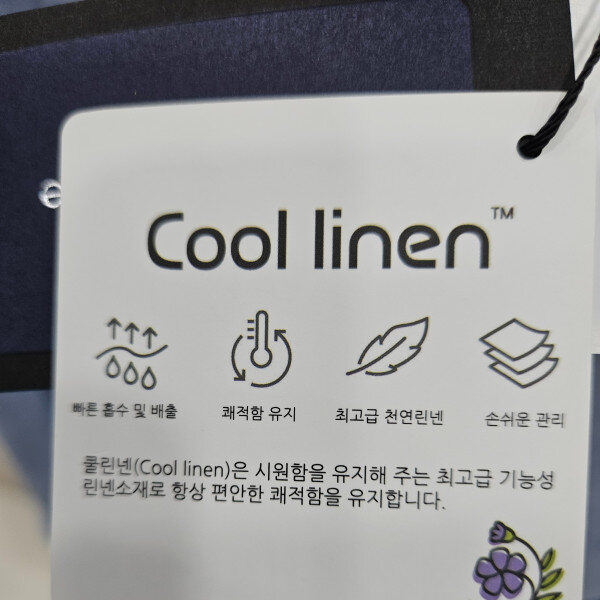 Cool linen™
빠른 흡수 및 배출
쾌적함 유지
최고급 천연린넨
손쉬운 관리
쿨린넨(Cool linen)은 시원함을 유지해 주는 최고급 기능성
린넨소재로 항상 편안한 쾌적함을 유지합니다.